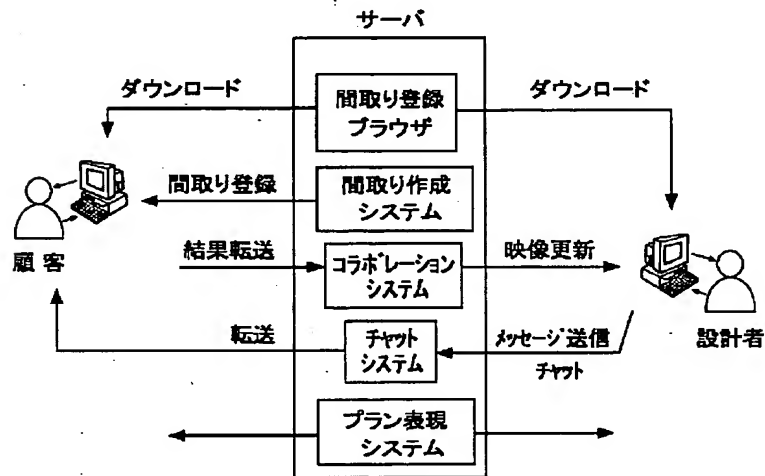 サーバ
ダウンロード
間取り登録
ブラウザ
ダウンロード
間取り登録
間取り作成
システム
顧客
結果転送
コラボレーション
システム
映像更新
転送
チャット
システム
メッセージ送信
チャット
設計者
プラン表現
システム